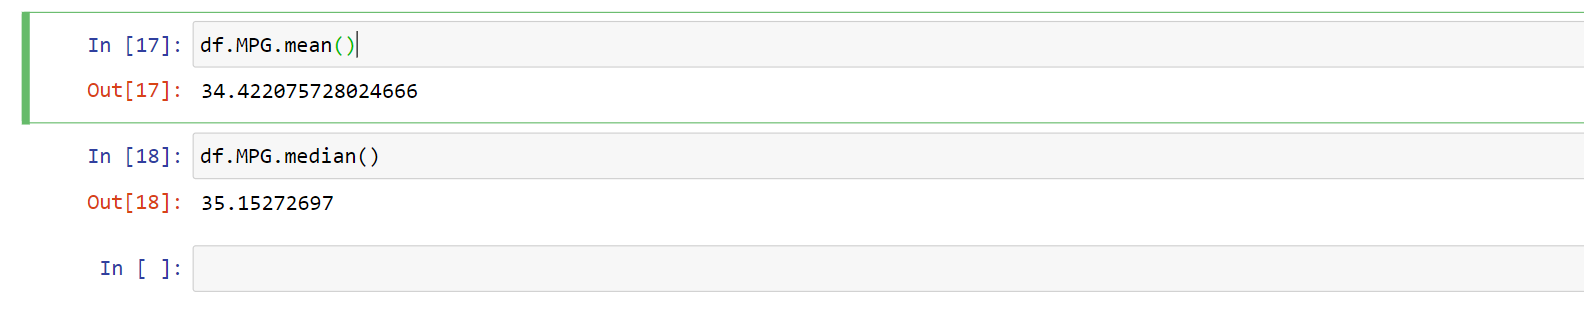 In [17]: df.MPG.mean()
Out[17]: 34.422075728024666
In [18]: df.MPG.median()
Out[18]: 35.15272697
In [ ]: